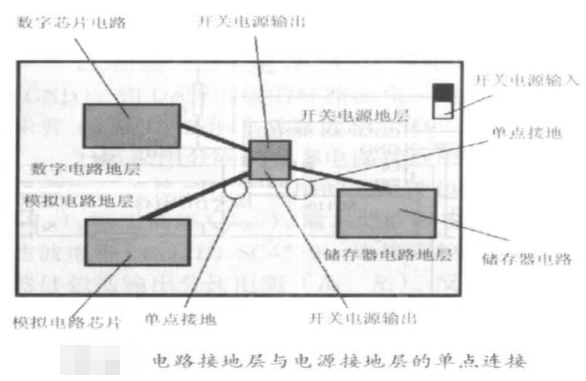 数字芯片电路
开关电源输出
开关电源输入
开关电源地层
单点接地
数字电路地层
模拟电路地层
储存器电路地层
储存器电路
模拟电路芯片
单点接地
开关电源输出
电路接地层与电源接地层的单点连接